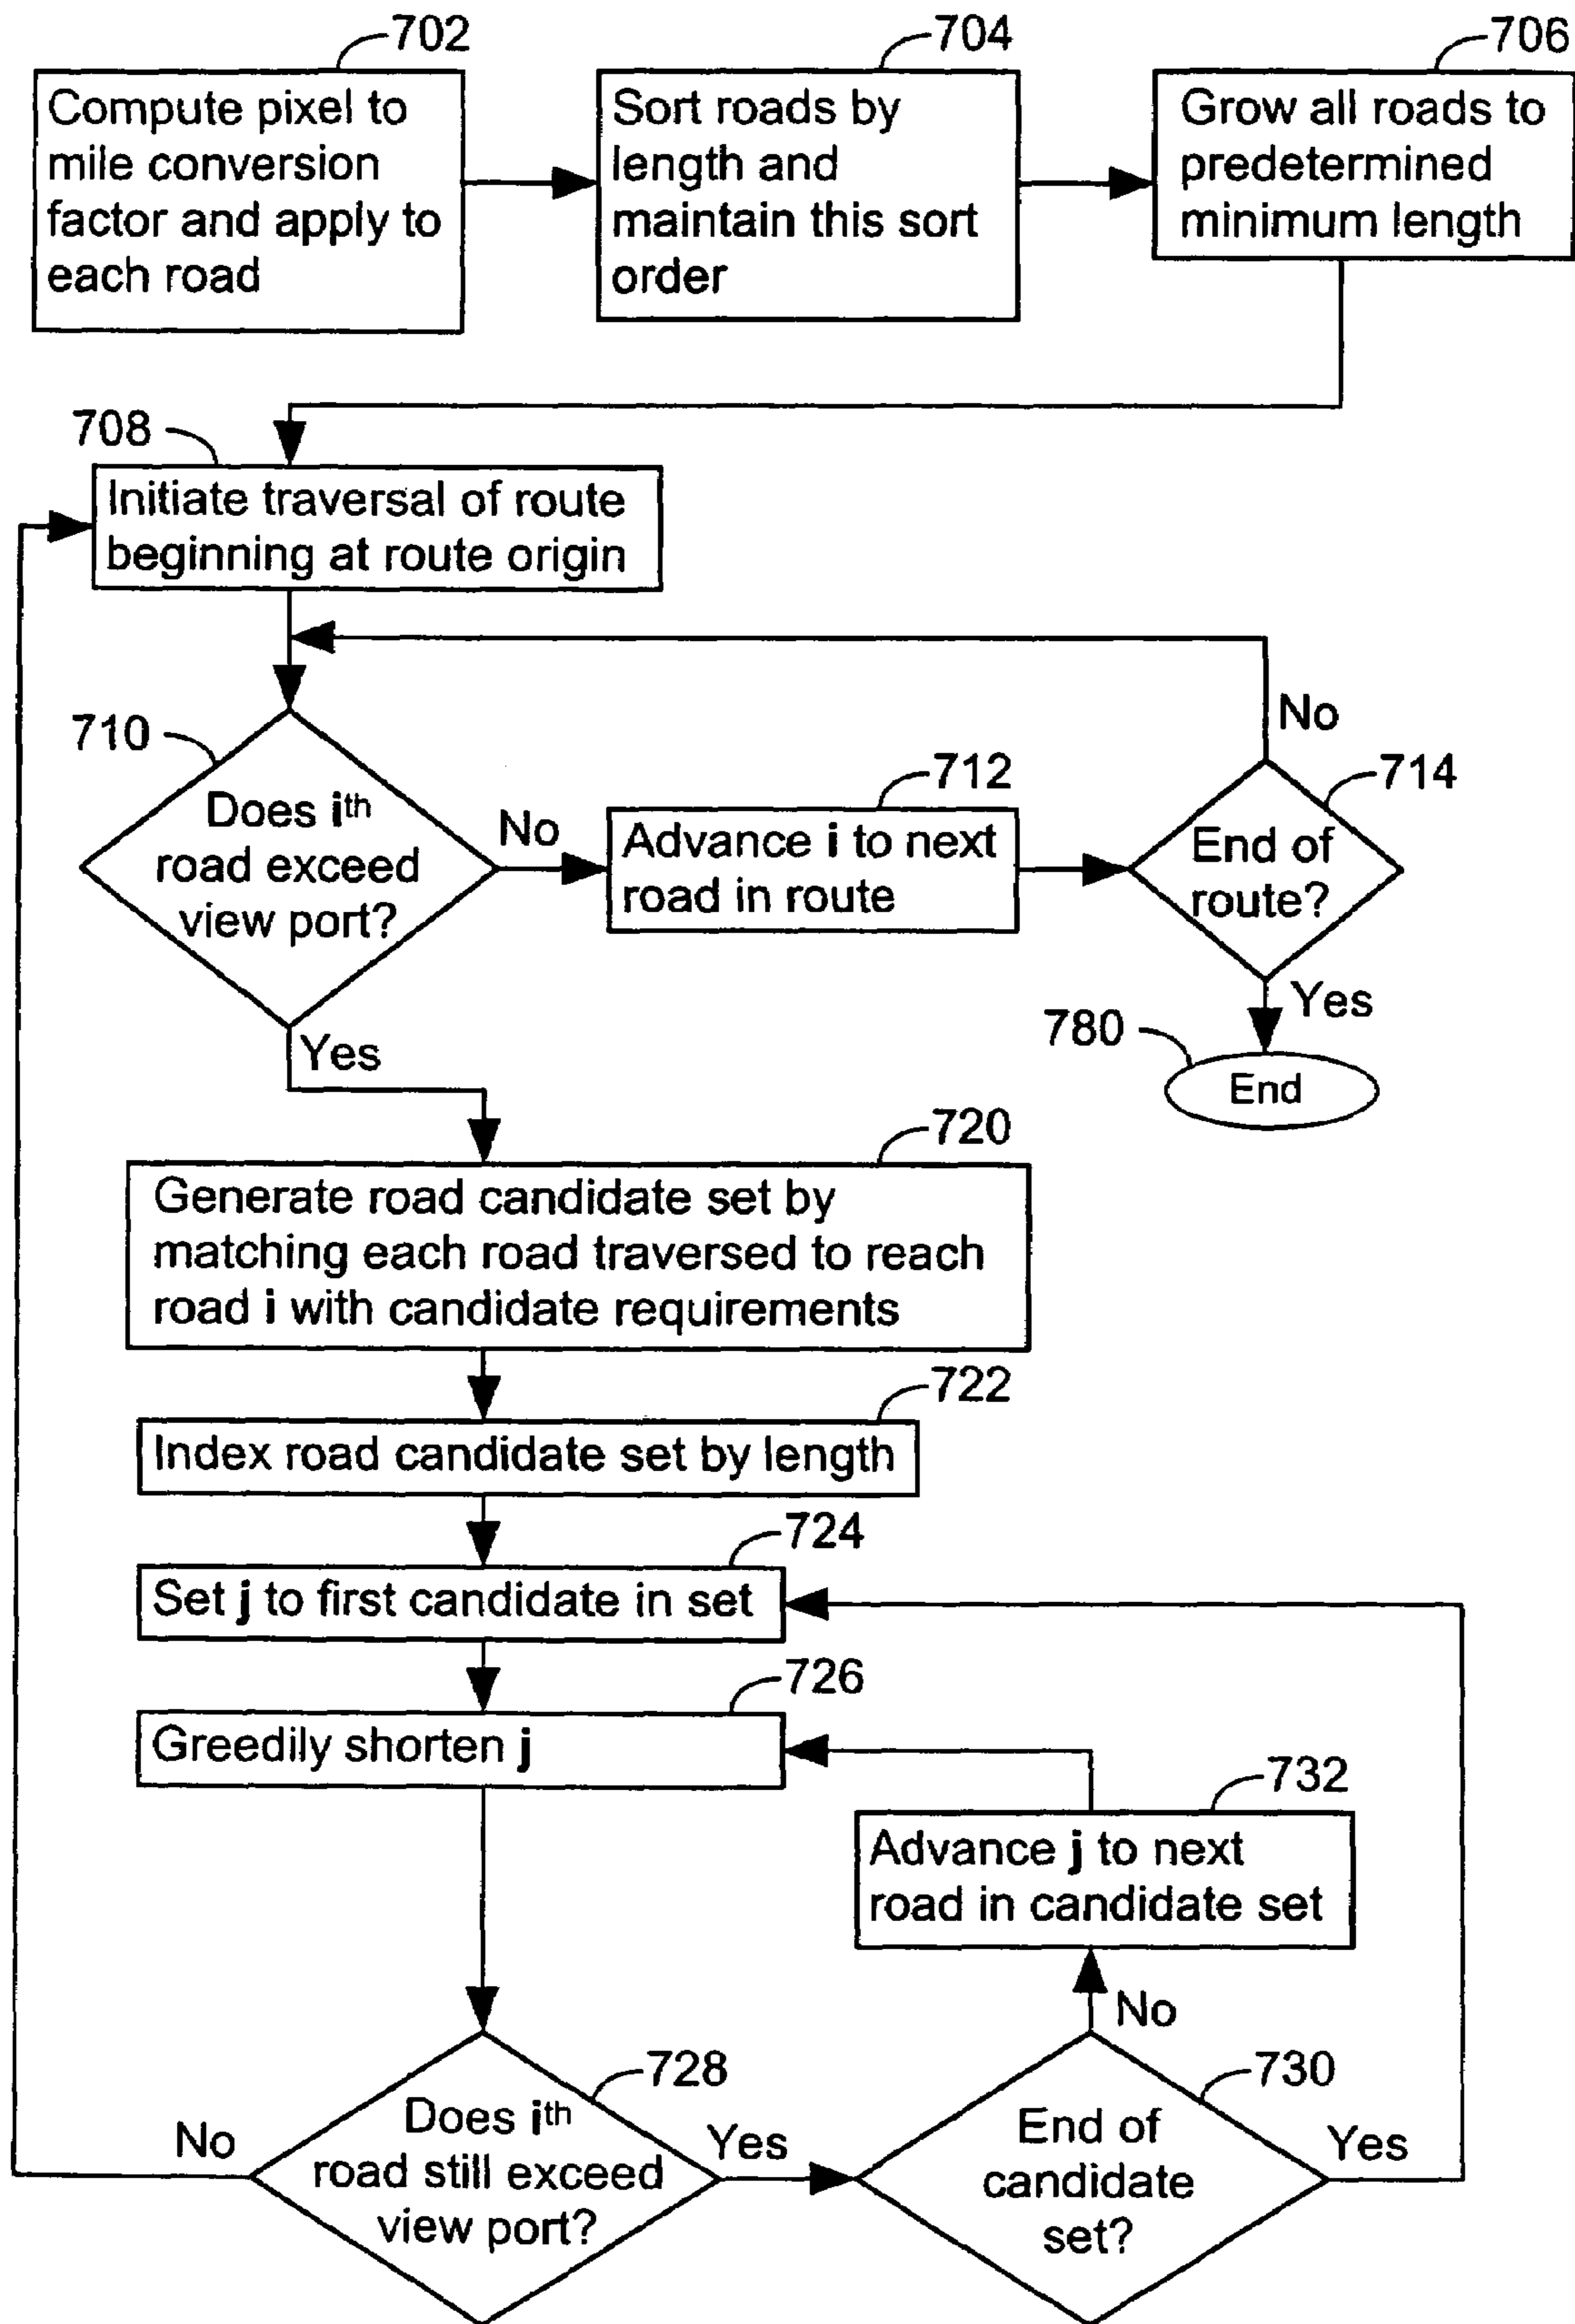 702
Compute pixel to
mile conversion
factor and apply to
each road
704
Sort roads by
length and
maintain this sort
order
706
Grow all roads to
predetermined
minimum length
708
Initiate traversal of route
beginning at route origin
710
Does ith
road exceed
view port?
No
712
Advance i to next
road in route
No
714
End of
route?
Yes
780
End
Yes
720
Generate road candidate set by
matching each road traversed to reach
road i with candidate requirements
722
Index road candidate set by length
724
Set j to first candidate in set
726
Greedily shorten j
732
Advance j to next
road in candidate set
No
728
Does ith
road still exceed
view port?
No
Yes
730
End of
candidate
set?
Yes